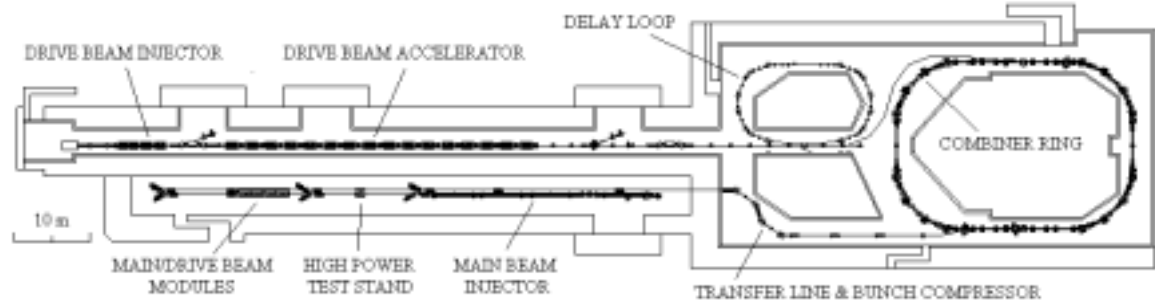 DELAY LOOP
DRIVE BEAM INJECTOR
DRIVE BEAM ACCELERATOR
COMBINER RING
10 m
MAIN/DRIVE BEAM
MODULES
HIGH POWER
TEST STAND
MAIN BEAM
INJECTOR
TRANSFER LINE & BUNCH COMPRESSOR